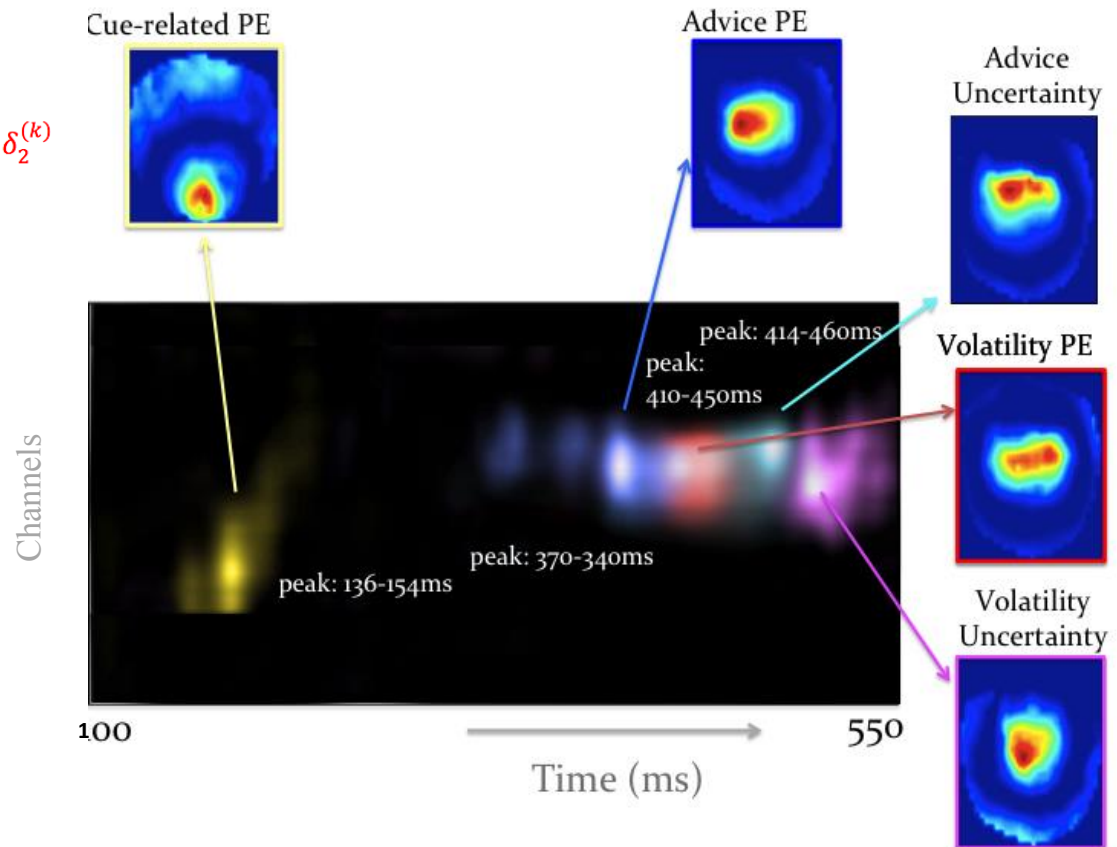 Cue-related PE
Advice PE
Advice
Uncertainty
δ₂⁽ᵏ⁾
peak: 414-460ms
peak:
410-450ms
Volatility PE
Channels
peak: 370-340ms
peak: 136-154ms
Volatility
Uncertainty
100
550
Time (ms)